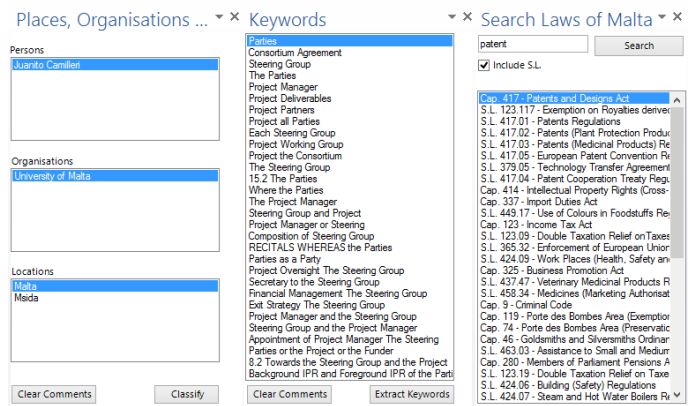 Places, Organisations ...
Persons
Juanito Camilleri
Organisations
University of Malta
Locations
Malta
Msida
Clear Comments
Classify
Keywords
Parties
Consortium Agreement
Steering Group
The Parties
Project Manager
Project Deliverables
Project Partners
Project all Parties
Each Steering Group
Project Working Group
Project the Consortium
The Steering Group
15.2 The Parties
Where the Parties
The Project Manager
Steering Group and Project
Project Manager or Steering
Composition of Steering Group
RECITALS WHEREAS the Parties
Parties as a Party
Project Oversight The Steering Group
Secretary to the Steering Group
Financial Management The Steering Group
Exit Strategy The Steering Group
Project Manager and the Steering Group
Steering Group and the Project Manager
Appointment of Project Manager The Steering
Parties or the Project or the Funder
8.2 Towards the Steering Group and the Project
Background IPR and Foreground IPR of the Parti
Clear Comments
Extract Keywords
Search Laws of Malta
patent
Search
Include S.L.
Cap. 417 - Patents and Designs Act
S.L. 123.117 - Exemption on Royalties derived
S.L. 417.01 - Patents Regulations
S.L. 417.02 - Patents (Plant Protection Produc
S.L. 417.03 - Patents (Medicinal Products) Re
S.L. 417.05 - European Patent Convention Re
S.L. 379.05 - Technology Transfer Agreement
S.L. 417.04 - Patent Cooperation Treaty Regu
Cap. 414 - Intellectual Property Rights (Cross-
Cap. 337 - Import Duties Act
S.L. 449.17 - Use of Colours in Foodstuffs Re
Cap. 123 - Income Tax Act
S.L. 123.09 - Double Taxation Relief on Taxes
S.L. 365.32 - Enforcement of European Union
S.L. 424.09 - Work Places (Health, Safety an
Cap. 325 - Business Promotion Act
S.L. 437.47 - Veterinary Medicinal Products R
S.L. 458.34 - Medicines (Marketing Authorisat
Cap. 9 - Criminal Code
Cap. 119 - Porte des Bombes Area (Exemption
Cap. 74 - Porte des Bombes Area (Preservatic
Cap. 46 - Goldsmiths and Silversmiths Ordinan
S.L. 463.03 - Assistance to Small and Medium
Cap. 280 - Members of Parliament Pensions A
S.L. 123.19 - Double Taxation Relief on Taxe
S.L. 424.06 - Building (Safety) Regulations
S.L. 424.07 - Steam and Hot Water Boilers Re